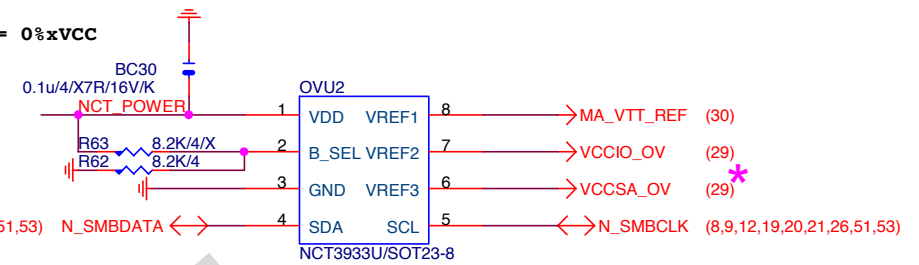 = 0%xVCC
BC30
0.1u/4/X7R/16V/K
OVU2
NCT_POWER
1 VDD VREF1 8 MA_VTT_REF (30)
R63 8.2K/4/X
2 B_SEL VREF2 7 VCCIO_OV (29)
R62 8.2K/4
3 GND VREF3 6 VCCSA_OV (29) *
51,53) N_SMBDATA 4 SDA SCL 5 N_SMBCLK (8,9,12,19,20,21,26,51,53)
NCT3933U/SOT23-8